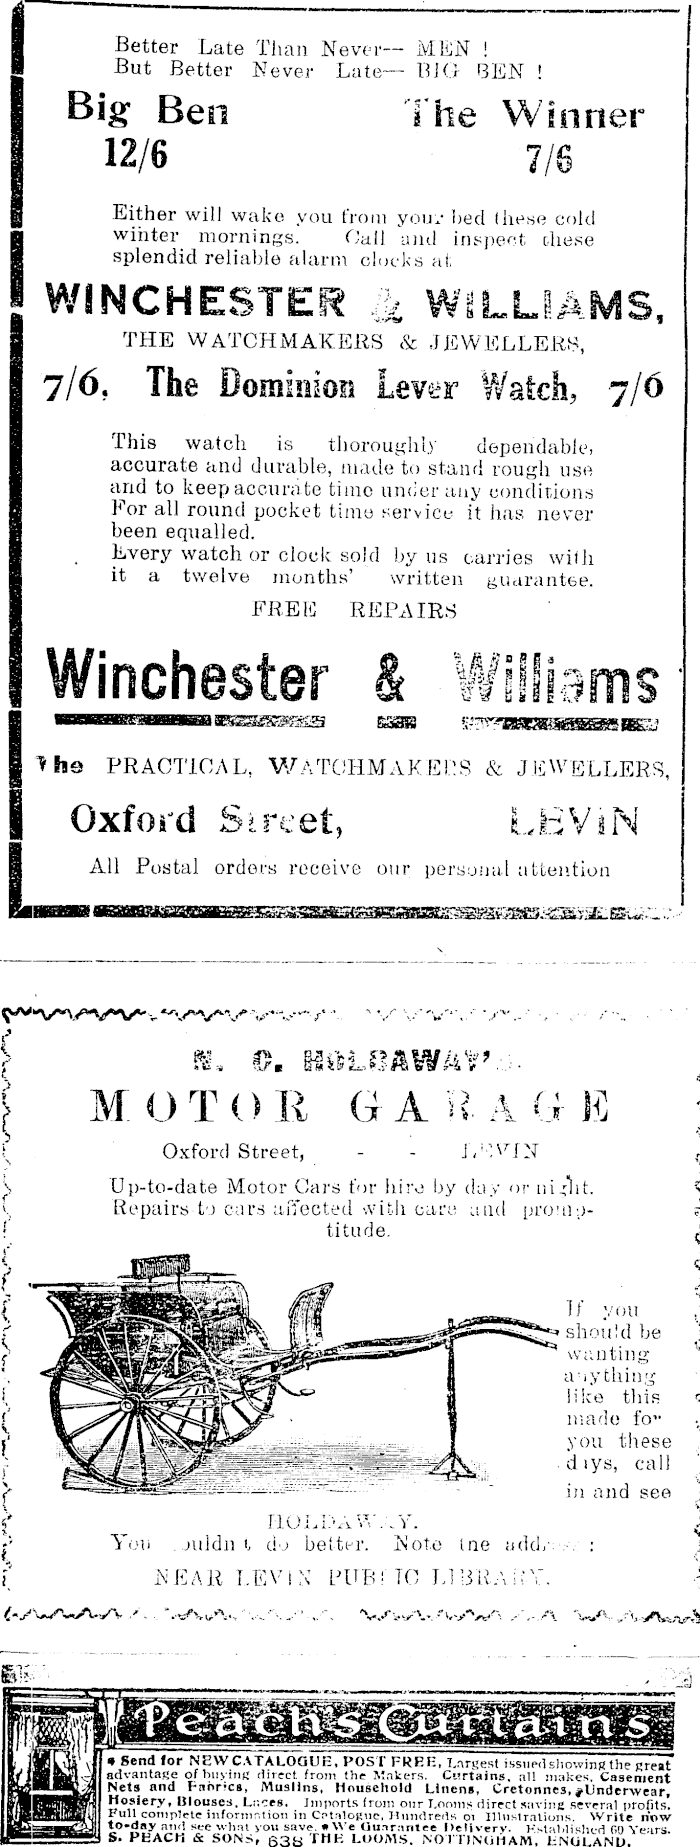 Better Late Than Never-- MEN !
But Better Never Late— BIG BEN !
Big Ben The Winner
12/6 7/6
Either will wake you from your bed these cold
winter mornings. Call and inspect these
splendid reliable alarm clocks at
WINCHESTER & WILLIAMS,
THE WATCHMAKERS & JEWELLERS,
7/6. The Dominion Lever Watch, 7/6
This watch is thoroughly dependable,
accurate and durable, made to stand rough use
and to keep accurate time under any conditions
For all round pocket time service it has never
been equalled.
Every watch or clock sold by us carries with
it a twelve months' written guarantee.
FREE REPAIRS
Winchester & Williams
The PRACTICAL, WATCHMAKERS & JEWELLERS,
Oxford Street, LEVIN
All Postal orders receive our personal attention
N. C. HOLDAWAY'S
MOTOR GARAGE
Oxford Street, - - LEVIN
Up-to-date Motor Cars for hire by day or night.
Repairs to cars affected with care and promp-
titude.
If you
should be
wanting
anything
like this
made for
you these
days, call
in and see
HOLDAWAY.
You couldn't do better. Note the address:
NEAR LEVIN PUBLIC LIBRARY.
Peach's Curtains
Send for NEW CATALOGUE, POST FREE, Largest issued showing the great
advantage of buying direct from the Makers. Curtains, all makes, Casement
Nets and Fabrics, Muslins, Household Linens, Cretonnes, Underwear,
Hosiery, Blouses, Laces. Imports from our Looms direct saving several profits.
Full complete information in Catalogue, Hundreds of illustrations. Write now
to-day and see what you save. We Guarantee Delivery. Established 60 Years.
S. PEACH & SONS, 638 THE LOOMS, NOTTINGHAM, ENGLAND.